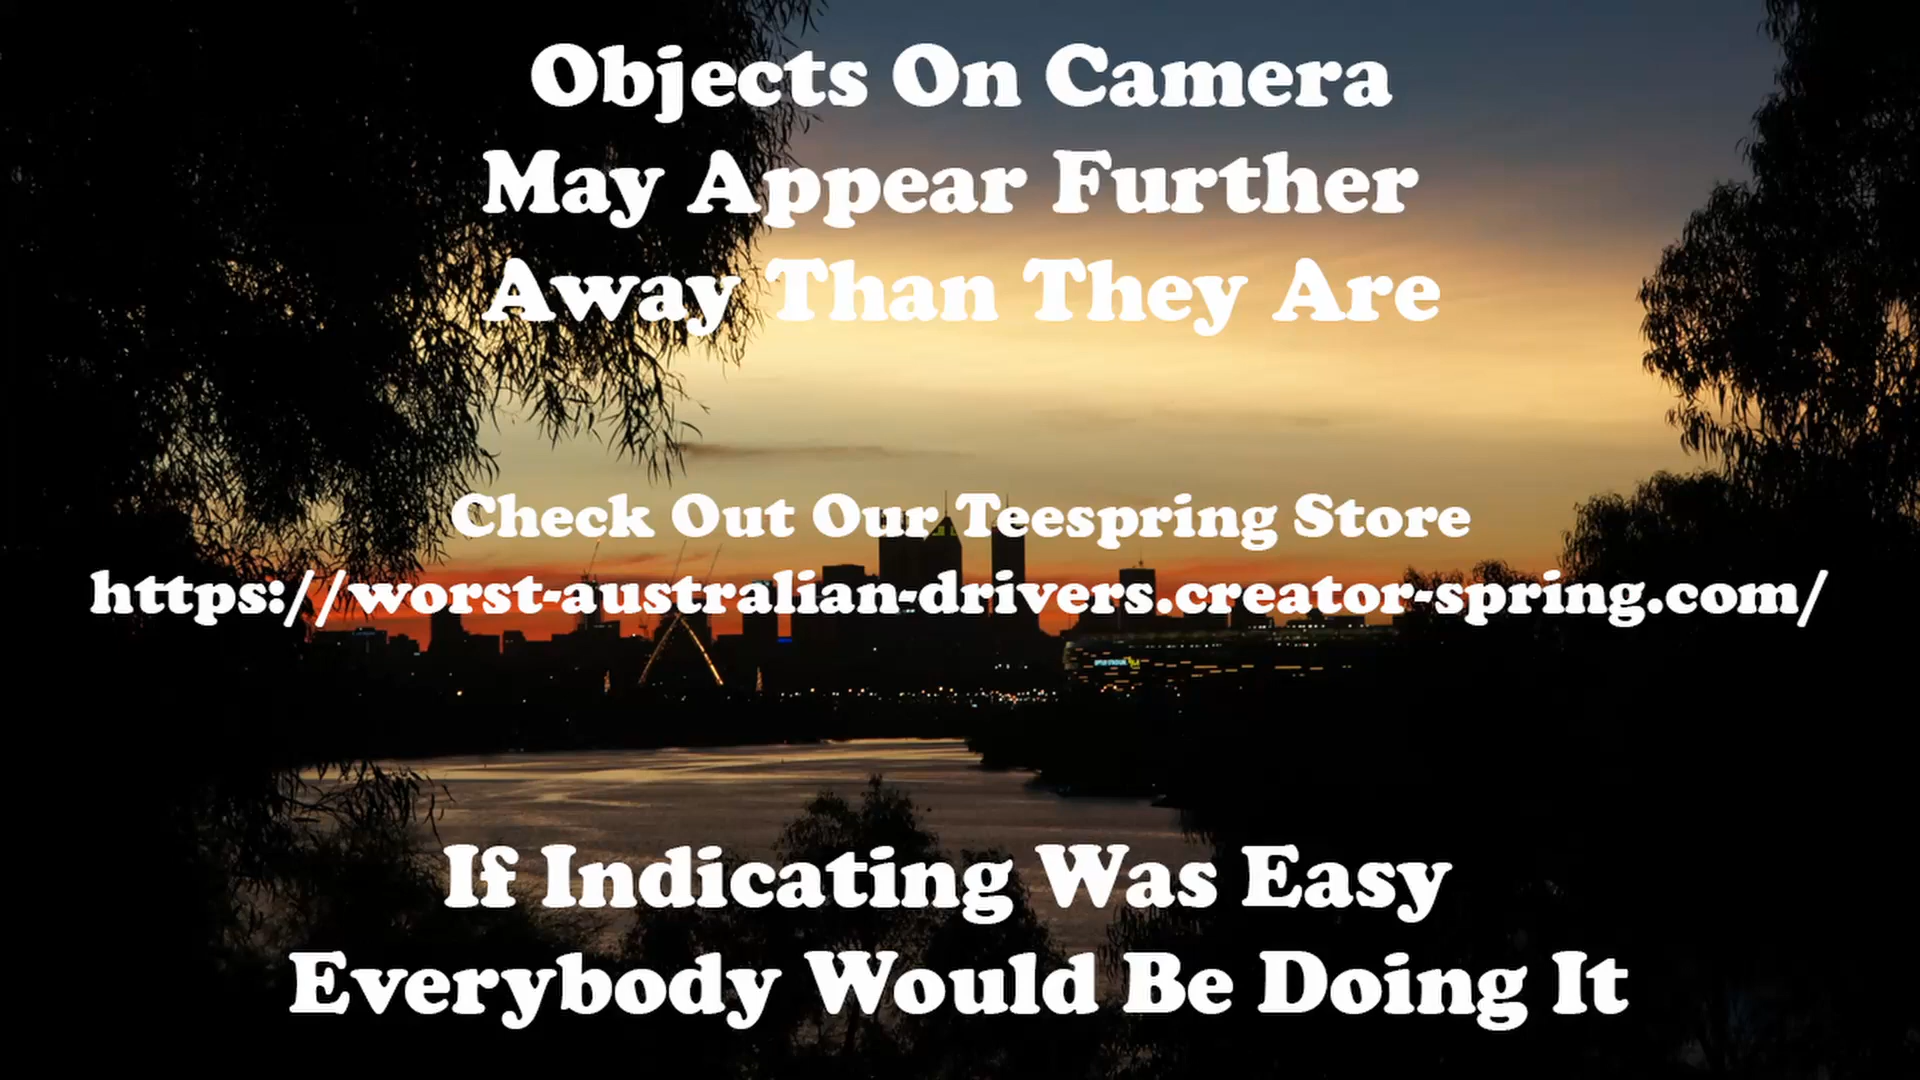 Objects On Camera
May Appear Further
Away Than They Are
Check Out Our Teespring Store
https://worst-australian-drivers.creator-spring.com/
If Indicating Was Easy
Everybody Would Be Doing It